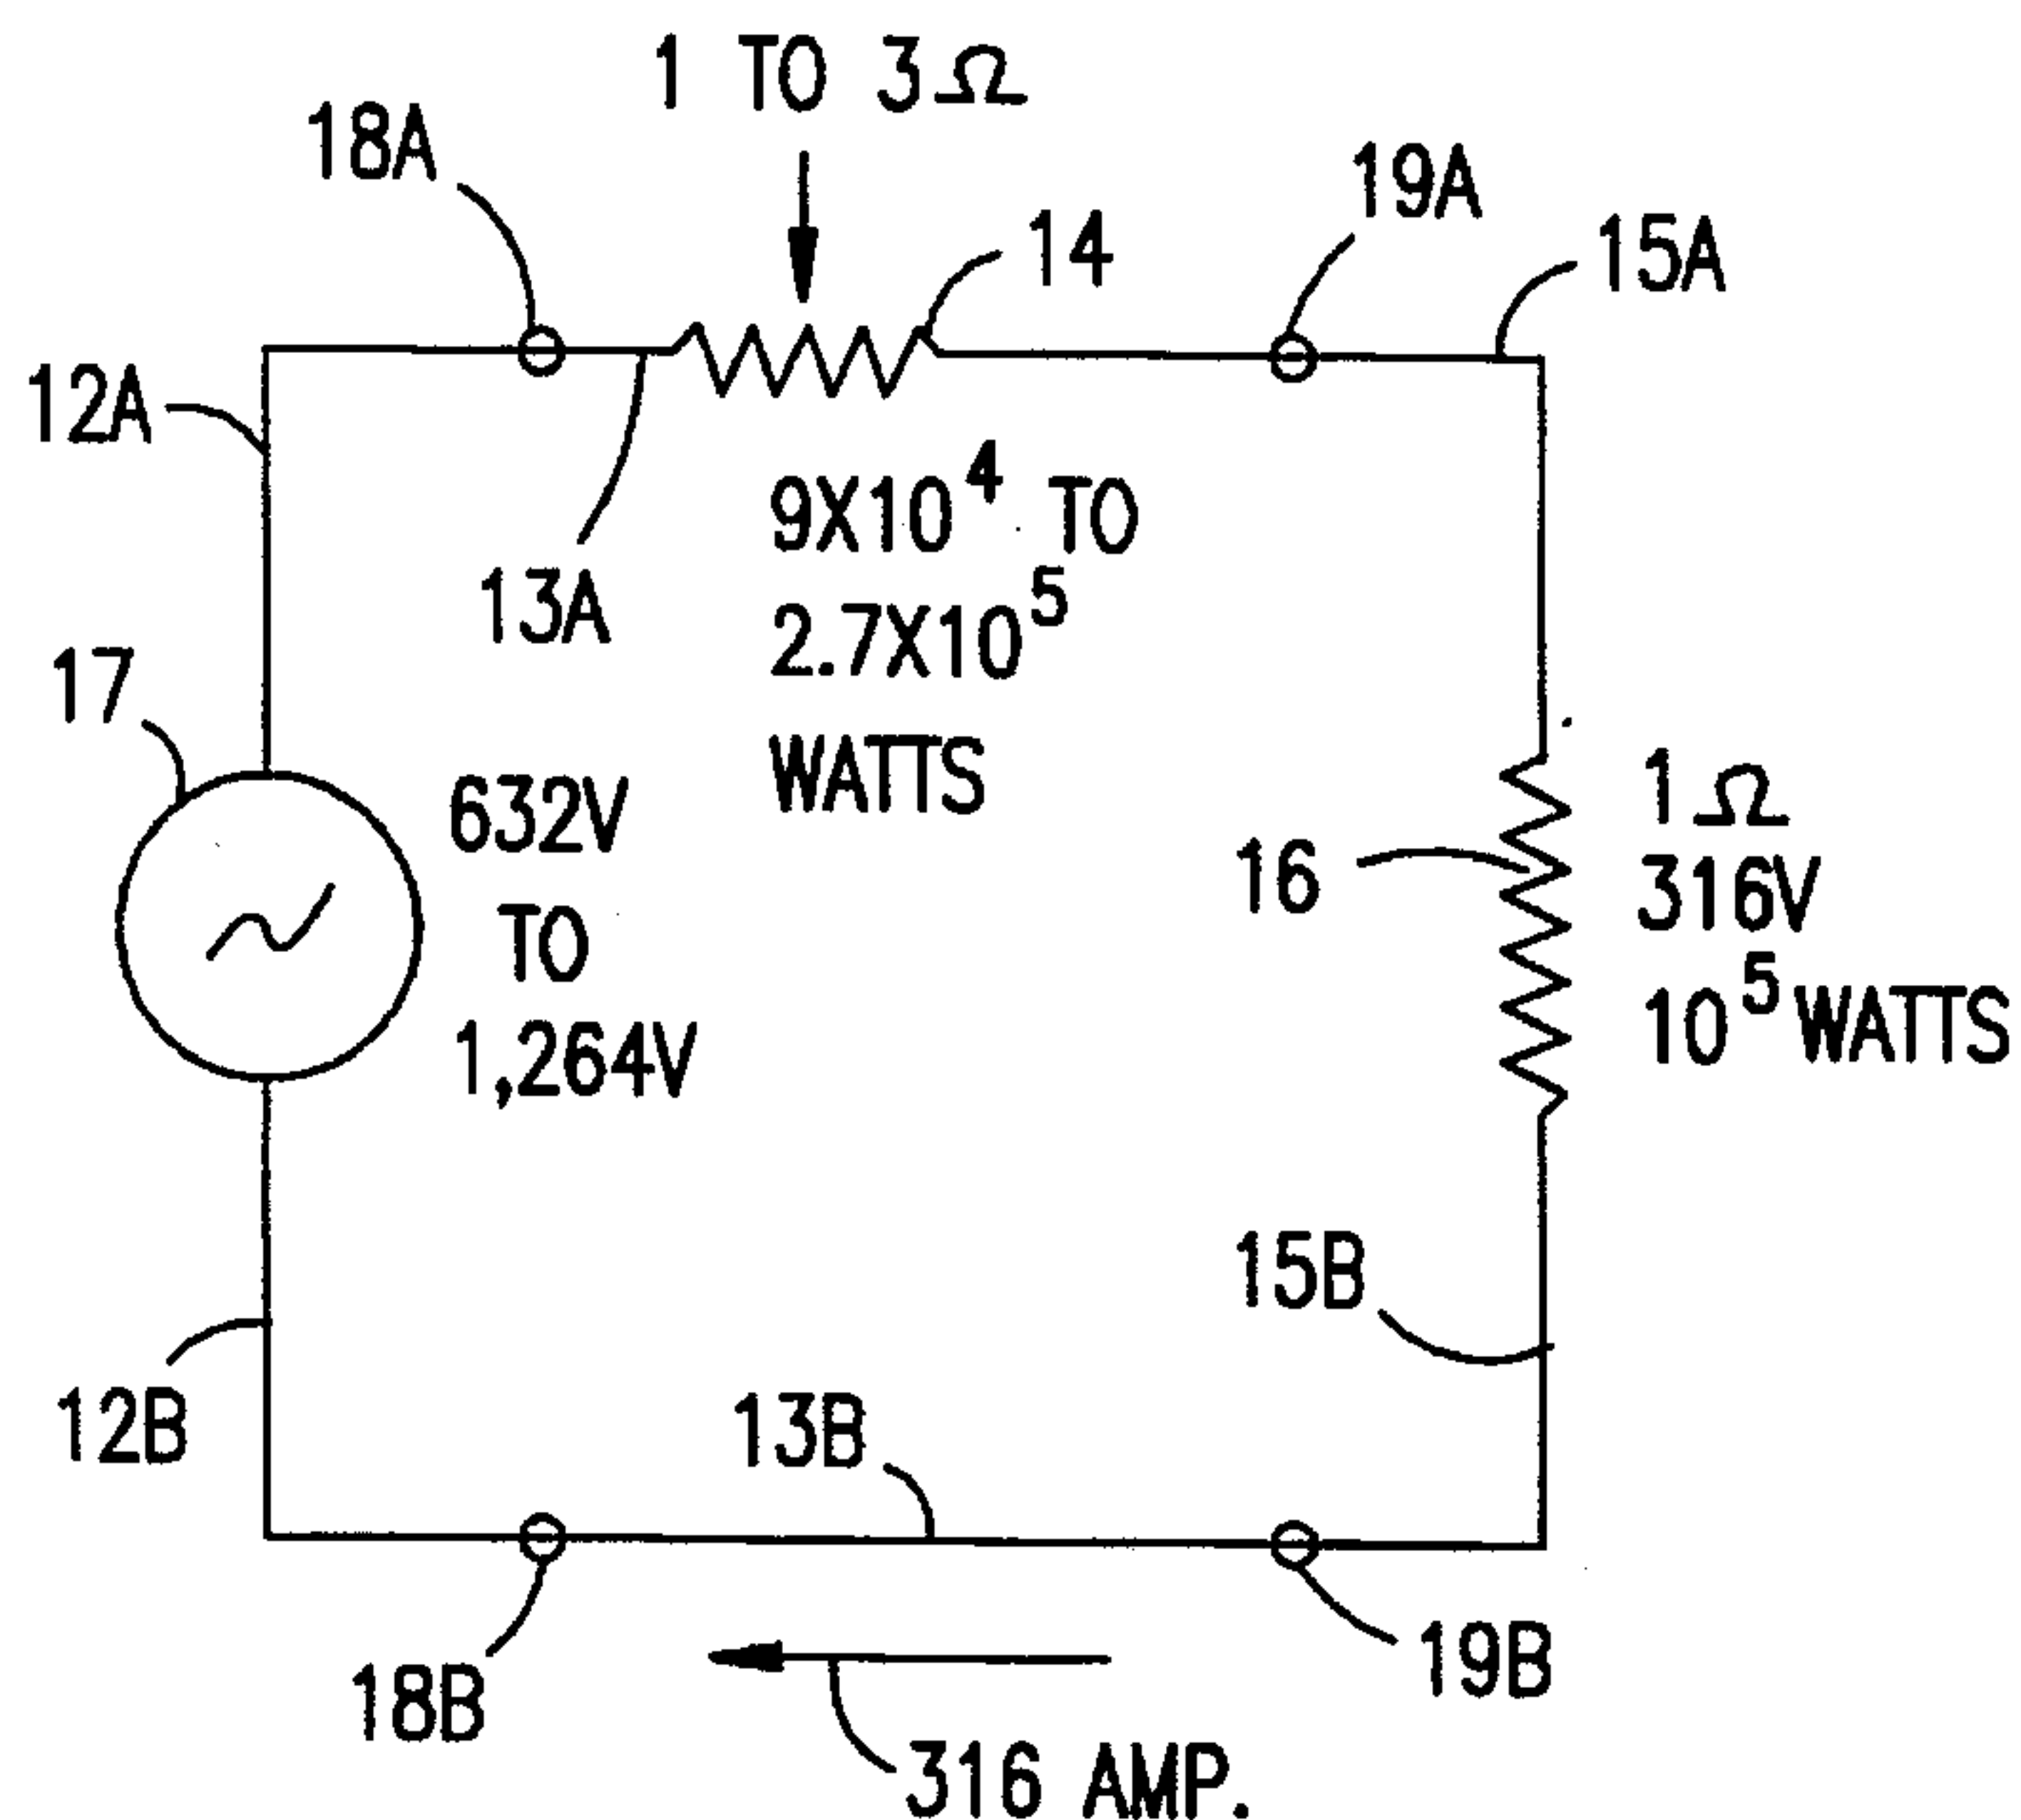 1 TO 3Ω
18A
19A
14
15A
12A
9X10⁴ TO
2.7X10⁵
WATTS
13A
17
632V
TO
1,264V
16
1Ω
316V
10⁵ WATTS
15B
12B
13B
18B
19B
316 AMP.